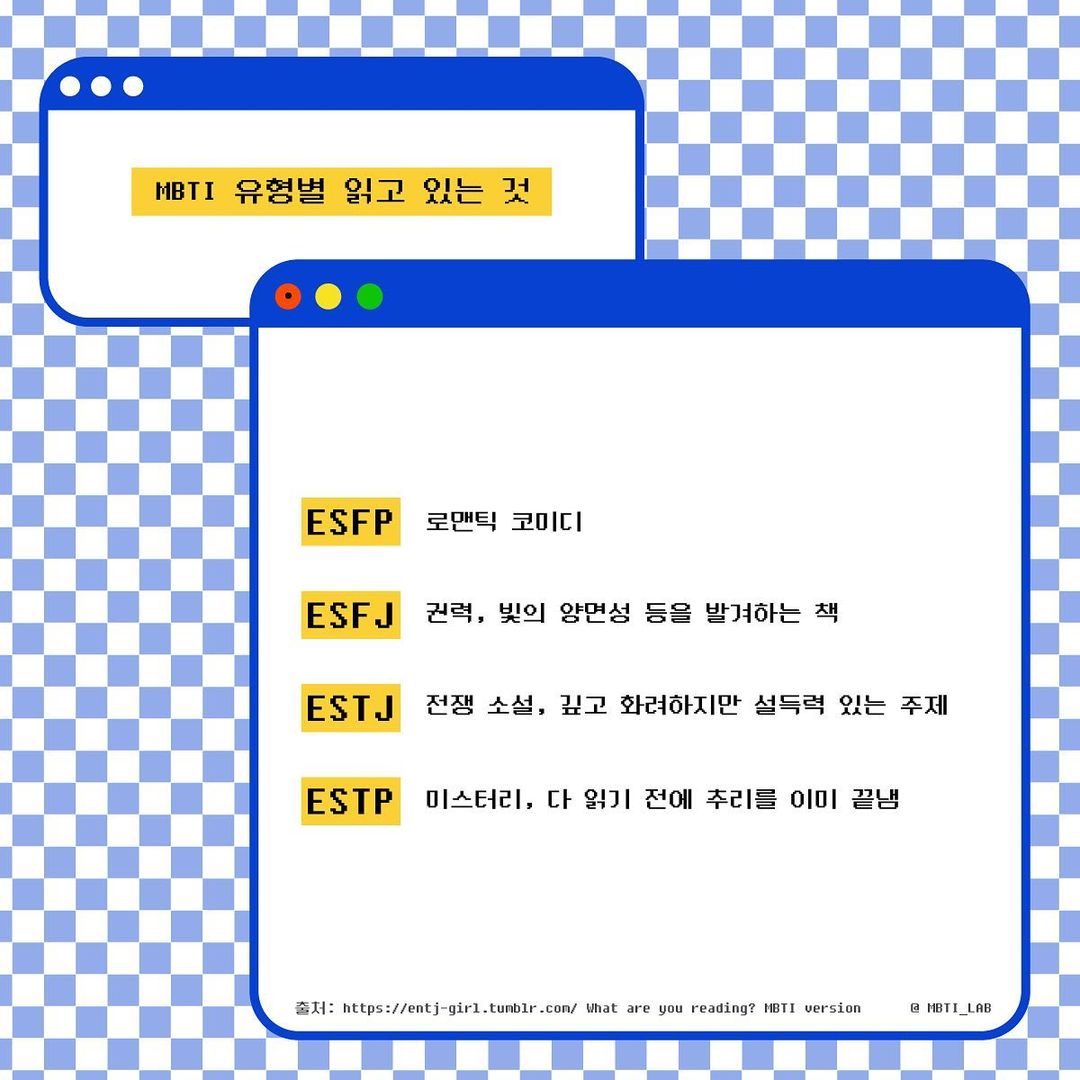 MBTI 유형별 읽고 있는 것
ESFP 로맨틱 코미디
ESFJ 권력, 빛의 양면성 등을 발겨하는 책
ESTJ 전쟁 소설, 깊고 화려하지만 설득력 있는 주제
ESTP 미스터리, 다 읽기 전에 추리를 이미 끝냄
출처: https://entj-girl.tumblr.com/ What are you reading? MBTI version @ MBTI_LAB